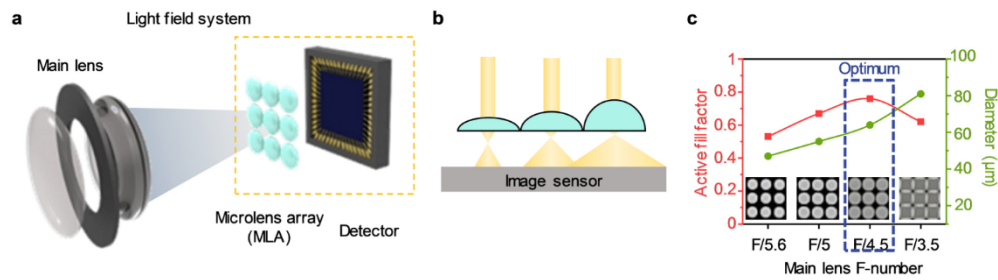 a
Light field system
Main lens
Microlens array
(MLA)
Detector
b
Image sensor
c
Optimum
Active fill factor
1
0.8
0.6
0.4
0.2
0
100
80
60
40
20
Diameter (μm)
F/5.6 F/5 F/4.5 F/3.5
Main lens F-number